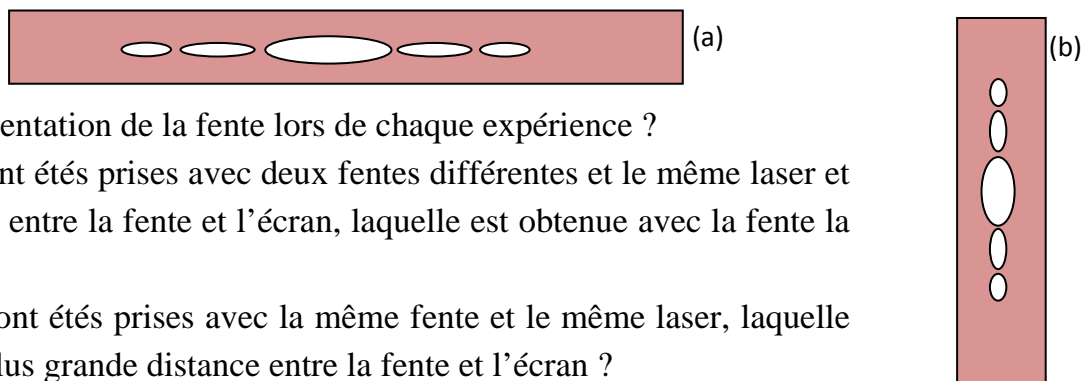 (a)
(b)
entation de la fente lors de chaque expérience ?
nt étés prises avec deux fentes différentes et le même laser et
entre la fente et l’écran, laquelle est obtenue avec la fente la
ont étés prises avec la même fente et le même laser, laquelle
lus grande distance entre la fente et l’écran ?